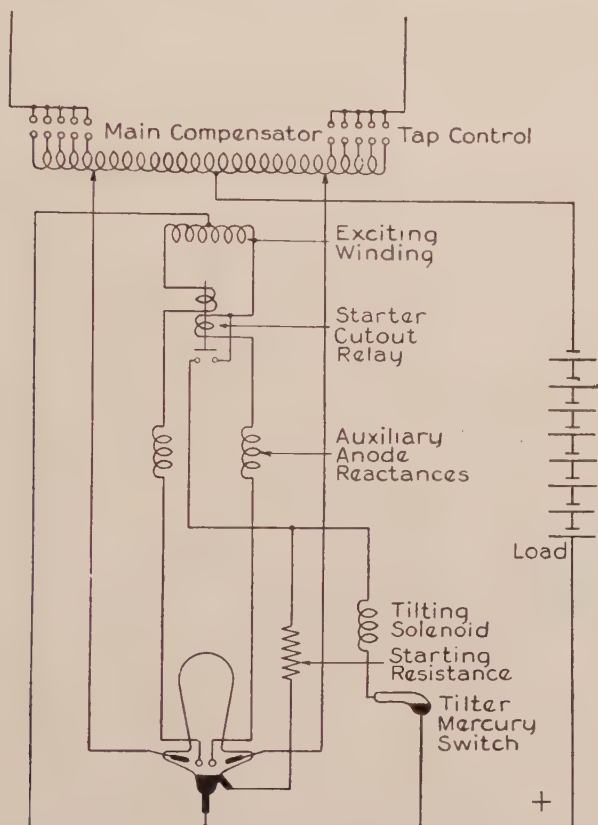 Main Compensator
Tap Control
Exciting
Winding
Starter
Cutout
Relay
Auxiliary
Anode
Reactances
Load
Tilting
Solenoid
Starting
Resistance
Tilter
Mercury
Switch
+